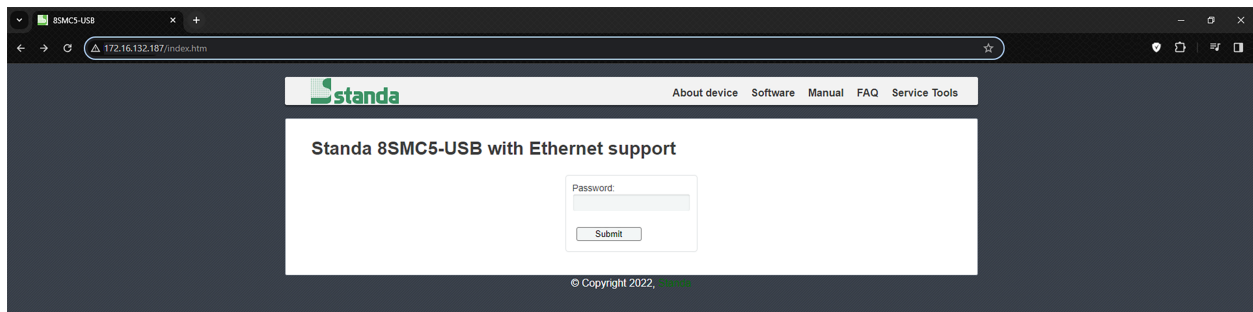 8SMC5-USB
172.16.132.187/index.htm
standa
About device Software Manual FAQ Service Tools
Standa 8SMC5-USB with Ethernet support
Password:
Submit
© Copyright 2022,